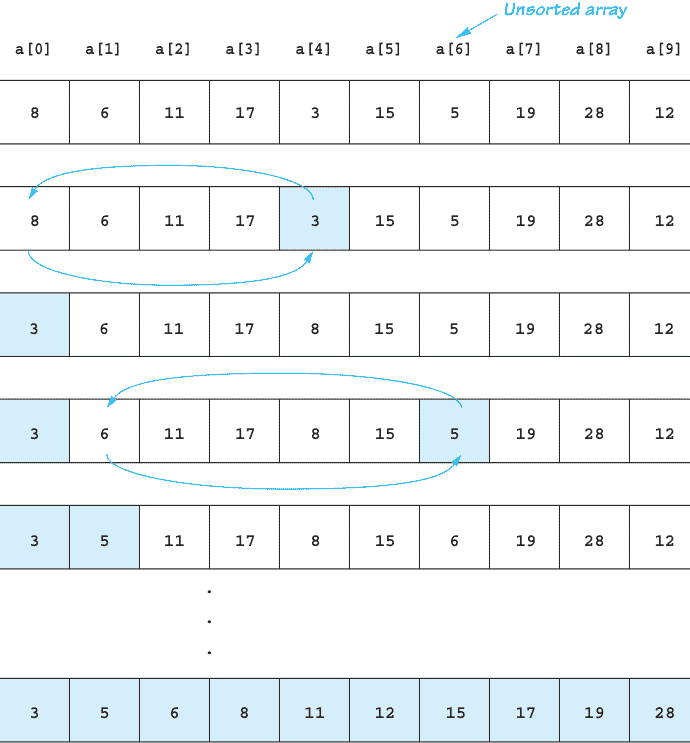 Unsorted array
a[0] a[1] a[2] a[3] a[4] a[5] a[6] a[7] a[8] a[9]
8 6 11 17 3 15 5 19 28 12
8 6 11 17 3 15 5 19 28 12
3 6 11 17 8 15 5 19 28 12
3 6 11 17 8 15 5 19 28 12
3 5 11 17 8 15 6 19 28 12
.
.
.
3 5 6 8 11 12 15 17 19 28